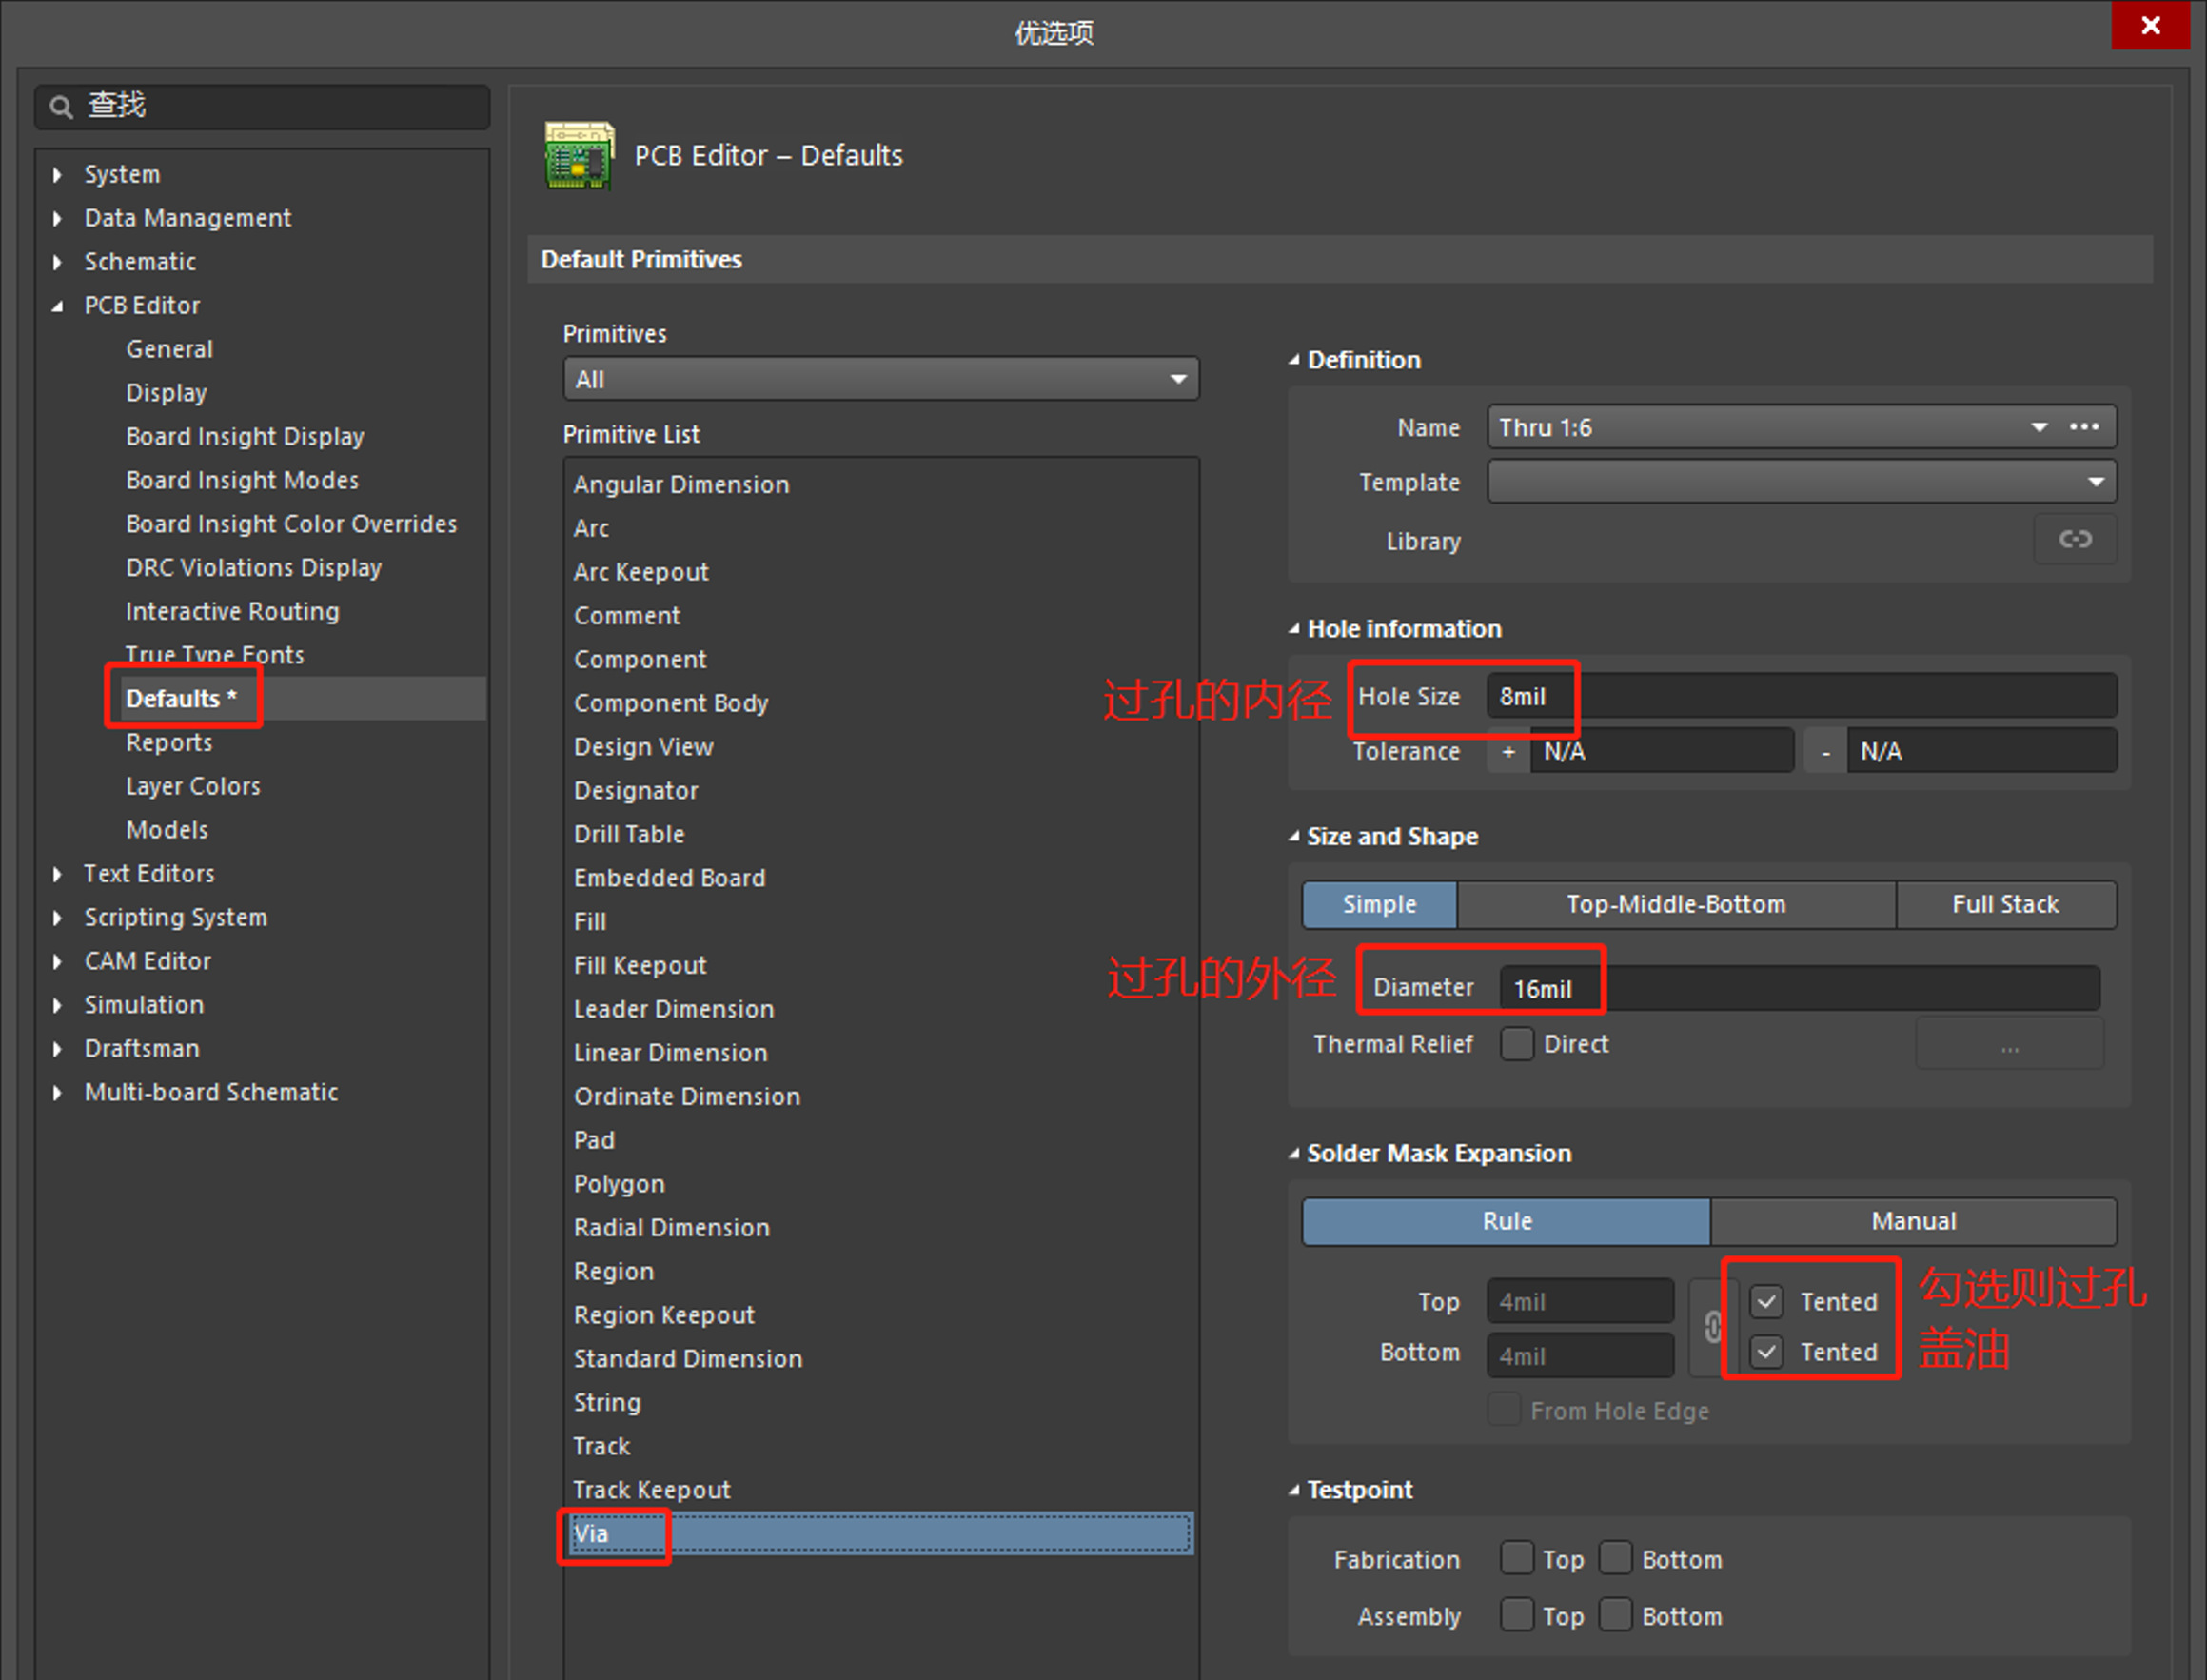 优选项
查找
System
Data Management
Schematic
PCB Editor
General
Display
Board Insight Display
Board Insight Modes
Board Insight Color Overrides
DRC Violations Display
Interactive Routing
True Type Fonts
Defaults *
Reports
Layer Colors
Models
Text Editors
Scripting System
CAM Editor
Simulation
Draftsman
Multi-board Schematic
PCB Editor – Defaults
Default Primitives
Primitives
All
Primitive List
Angular Dimension
Arc
Arc Keepout
Comment
Component
Component Body
Design View
Designator
Drill Table
Embedded Board
Fill
Fill Keepout
Leader Dimension
Linear Dimension
Ordinate Dimension
Pad
Polygon
Radial Dimension
Region
Region Keepout
Standard Dimension
String
Track
Track Keepout
Via
Definition
Name Thru 1:6 •••
Template
Library
Hole information
过孔的内径 Hole Size 8mil
Tolerance + N/A - N/A
Size and Shape
Simple Top-Middle-Bottom Full Stack
过孔的外径 Diameter 16mil
Thermal Relief Direct ...
Solder Mask Expansion
Rule Manual
Top 4mil Tented
Bottom 4mil Tented
勾选则过孔
盖油
From Hole Edge
Testpoint
Fabrication Top Bottom
Assembly Top Bottom